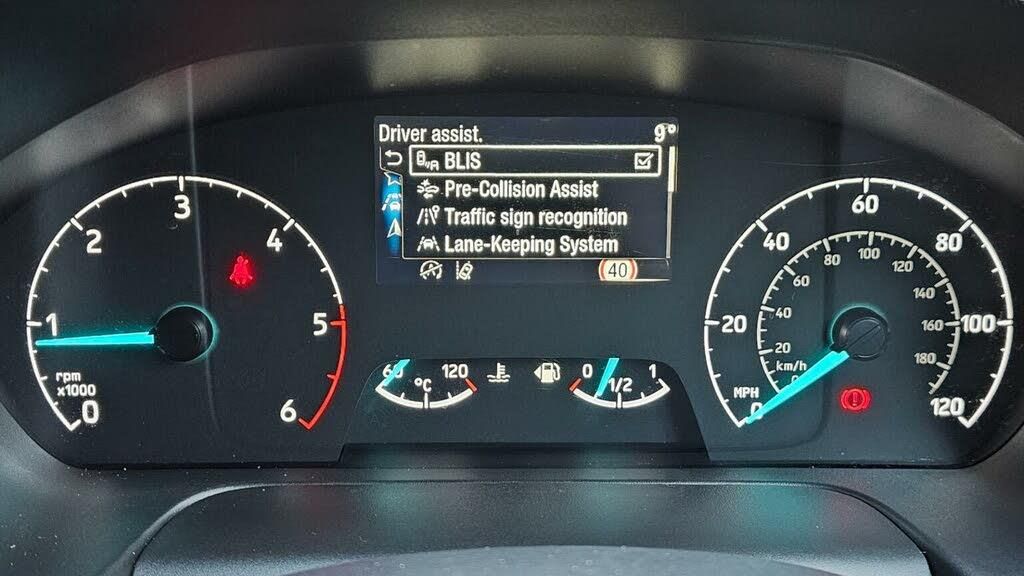 Driver assist. 9°
BLIS
Pre-Collision Assist
Traffic sign recognition
Lane-Keeping System
40
0
1
2
3
4
5
6
rpm
x1000
60 120
°C
0 1/2 1
0
20
40
60
80
100
120
MPH
0
20
40
60
80
100
120
140
160
180
km/h